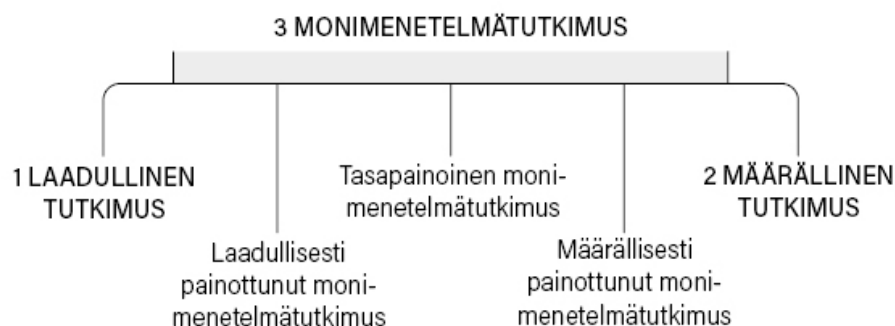 3 MONIMENETELMÄTUTKIMUS
1 LAADULLINEN
TUTKIMUS
Laadullisesti
painottunut moni-
menetelmätutkimus
Tasapainoinen moni-
menetelmätutkimus
Määrällisesti
painottunut moni-
menetelmätutkimus
2 MÄÄRÄLLINEN
TUTKIMUS